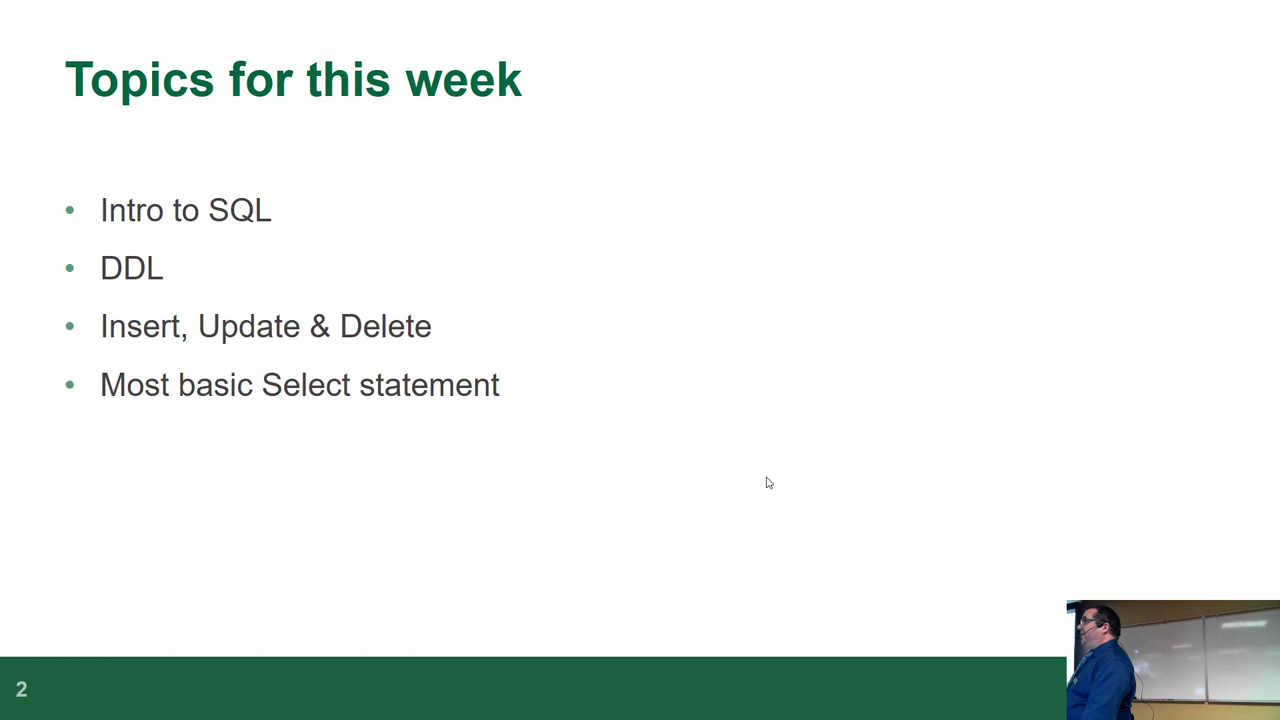 Topics for this week
• Intro to SQL
• DDL
• Insert, Update & Delete
• Most basic Select statement
2